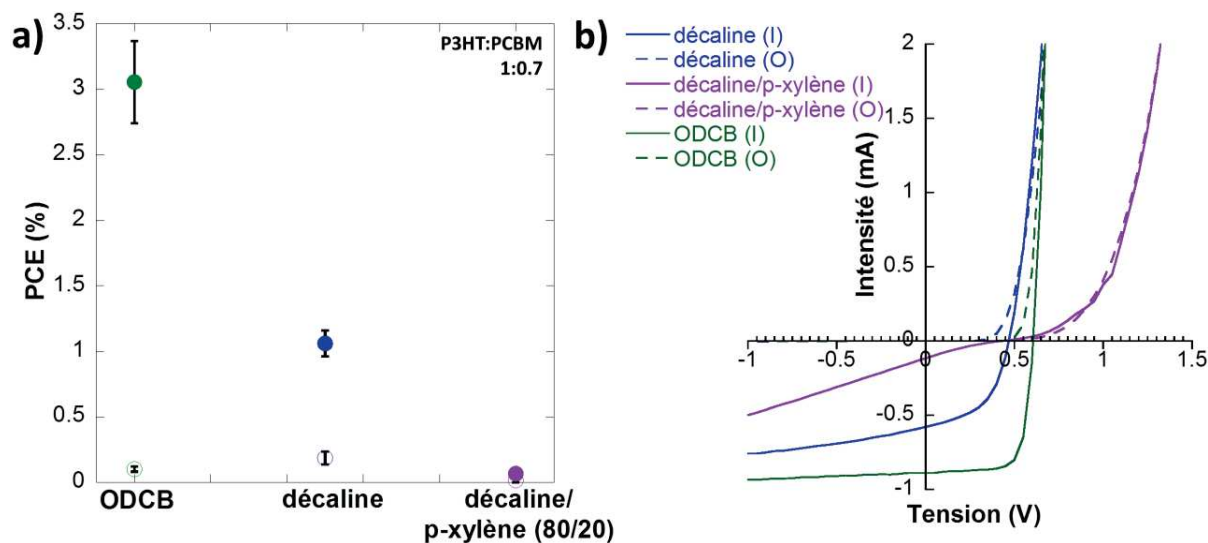 a)
P3HT:PCBM
1:0.7
PCE (%)
3.5
3
2.5
2
1.5
1
0.5
0
ODCB
décaline
décaline/
p-xylène (80/20)
b)
décaline (I)
décaline (O)
décaline/p-xylène (I)
décaline/p-xylène (O)
ODCB (I)
ODCB (O)
Intensité (mA)
2
1.5
1
0.5
0
-0.5
-1
-1
-0.5
0
0.5
1
1.5
Tension (V)